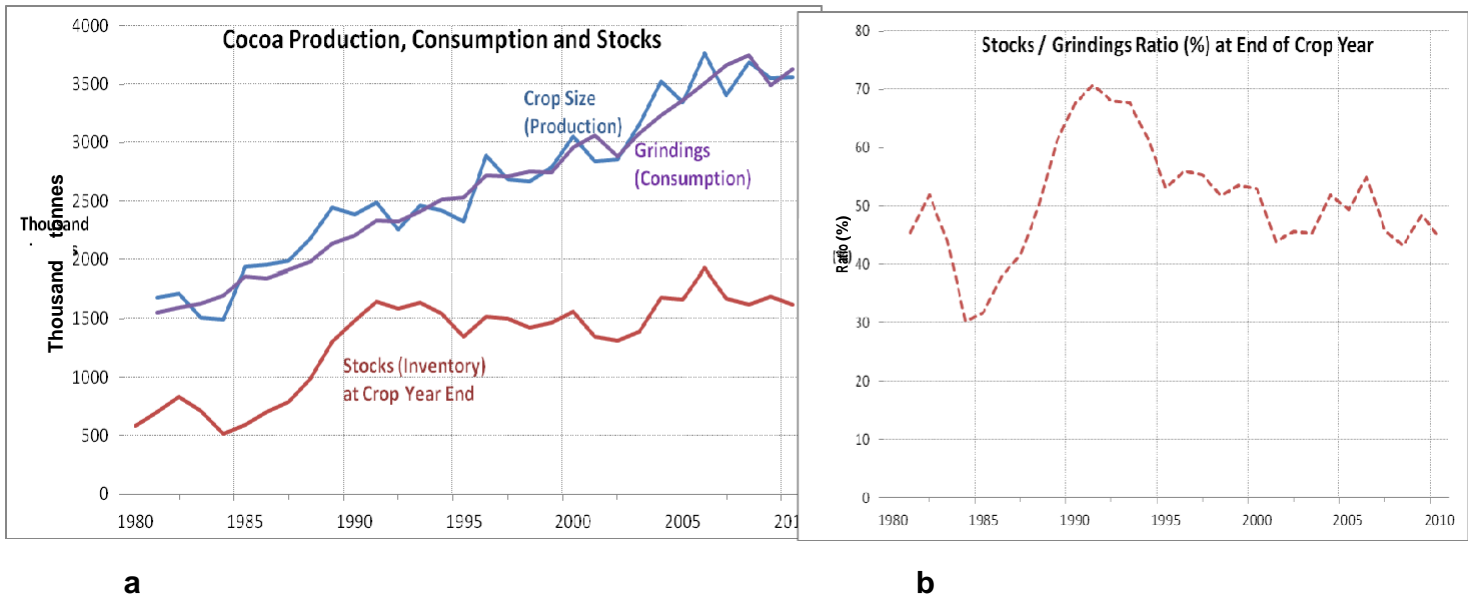 Cocoa Production, Consumption and Stocks
4000
3500
3000
2500
2000
1500
1000
500
0
Thousand tonnes
Thousand
Crop Size
(Production)
Grindings
(Consumption)
Stocks (Inventory)
at Crop Year End
1980 1985 1990 1995 2000 2005 201
a
Stocks / Grindings Ratio (%) at End of Crop Year
80
70
60
50
40
30
20
10
0
Ratio (%)
1980 1985 1990 1995 2000 2005 2010
b